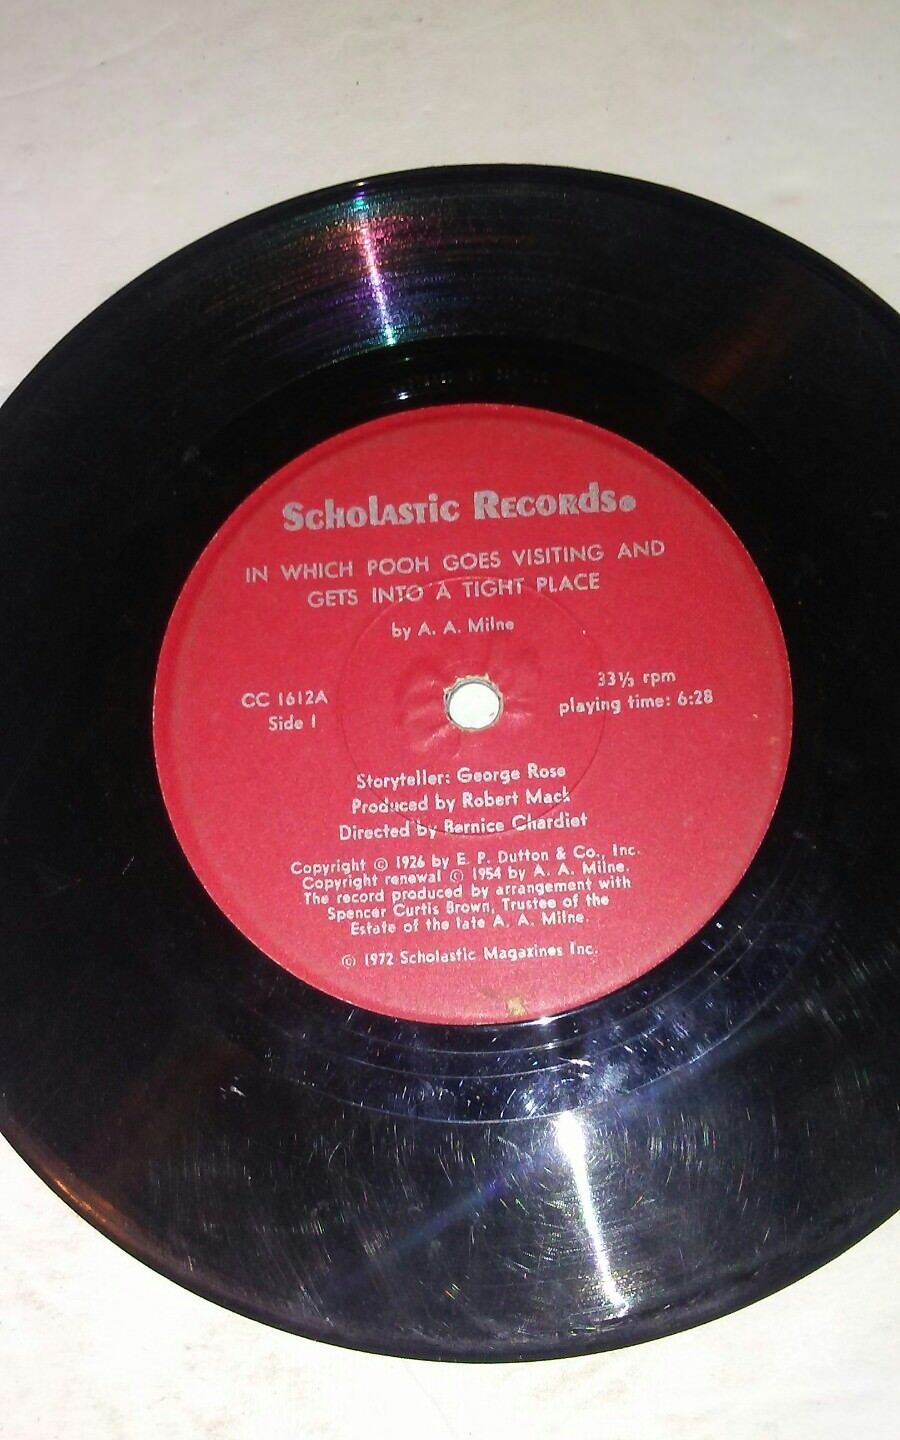 Scholastic Records®
IN WHICH POOH GOES VISITING AND
GETS INTO A TIGHT PLACE
by A. A. Milne
CC 1612A
Side 1
33⅓ rpm
playing time: 6:28
Storyteller: George Rose
Produced by Robert Mack
Directed by Bernice Chardiet
Copyright © 1926 by E. P. Dutton & Co., Inc.
Copyright renewal © 1954 by A. A. Milne.
The record produced by arrangement with
Spencer Curtis Brown, Trustee of the
Estate of the late A. A. Milne.
© 1972 Scholastic Magazines Inc.